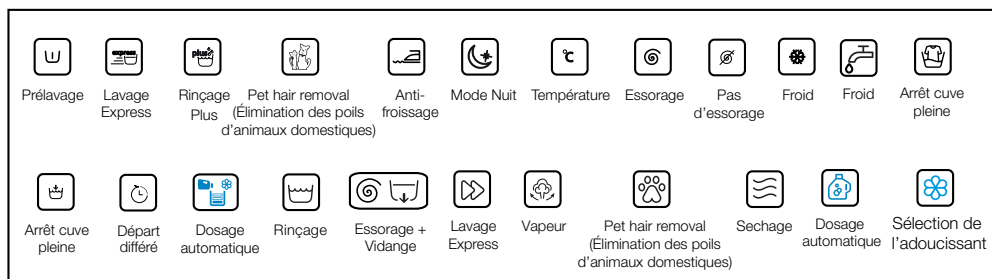 express
plus
°C
Prélavage
Lavage
Express
Rinçage
Plus
Pet hair removal
(Élimination des poils
d'animaux domestiques)
Anti-
froissage
Mode Nuit
Température
Essorage
Pas
d'essorage
Froid
Froid
Arrêt cuve
pleine
Arrêt cuve
pleine
Départ
différé
Dosage
automatique
Rinçage
Essorage +
Vidange
Lavage
Express
Vapeur
Pet hair removal
(Élimination des poils
d'animaux domestiques)
Sechage
Dosage
automatique
Sélection de
l'adoucissant